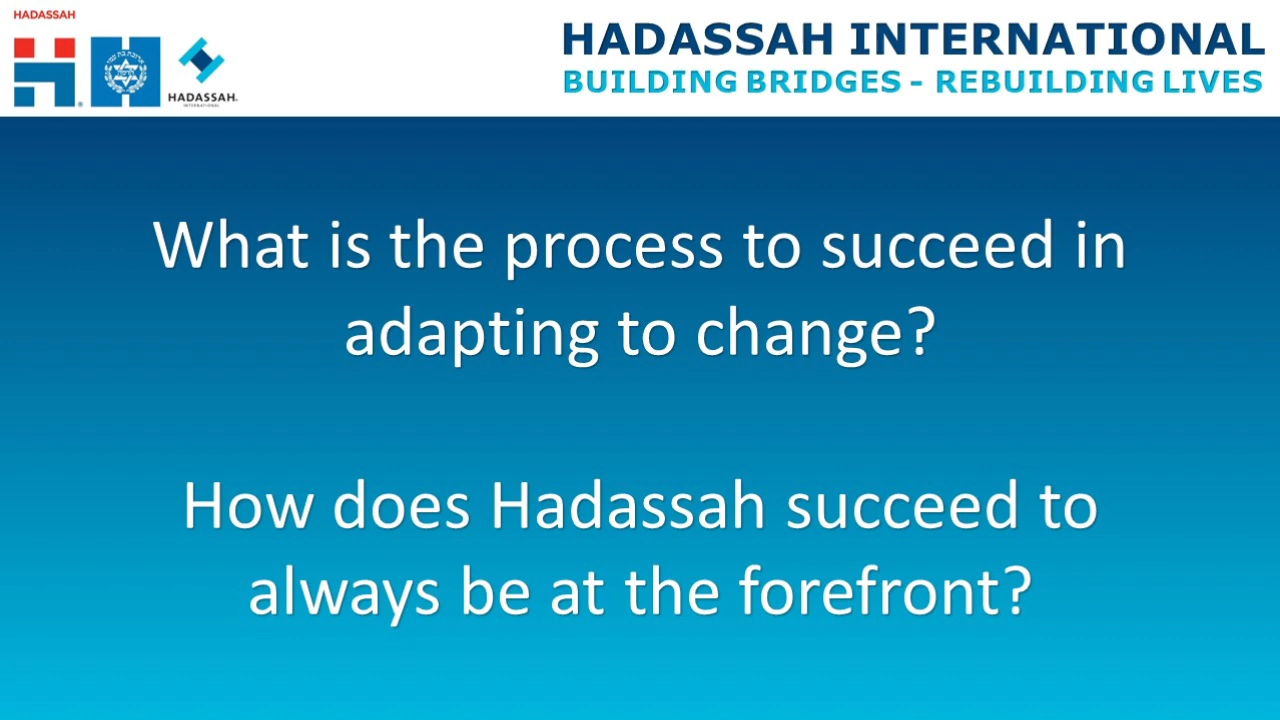 HADASSAH
HADASSAH INTERNATIONAL
BUILDING BRIDGES - REBUILDING LIVES
HADASSAH.
INTERNATIONAL
What is the process to succeed in
adapting to change?
How does Hadassah succeed to
always be at the forefront?